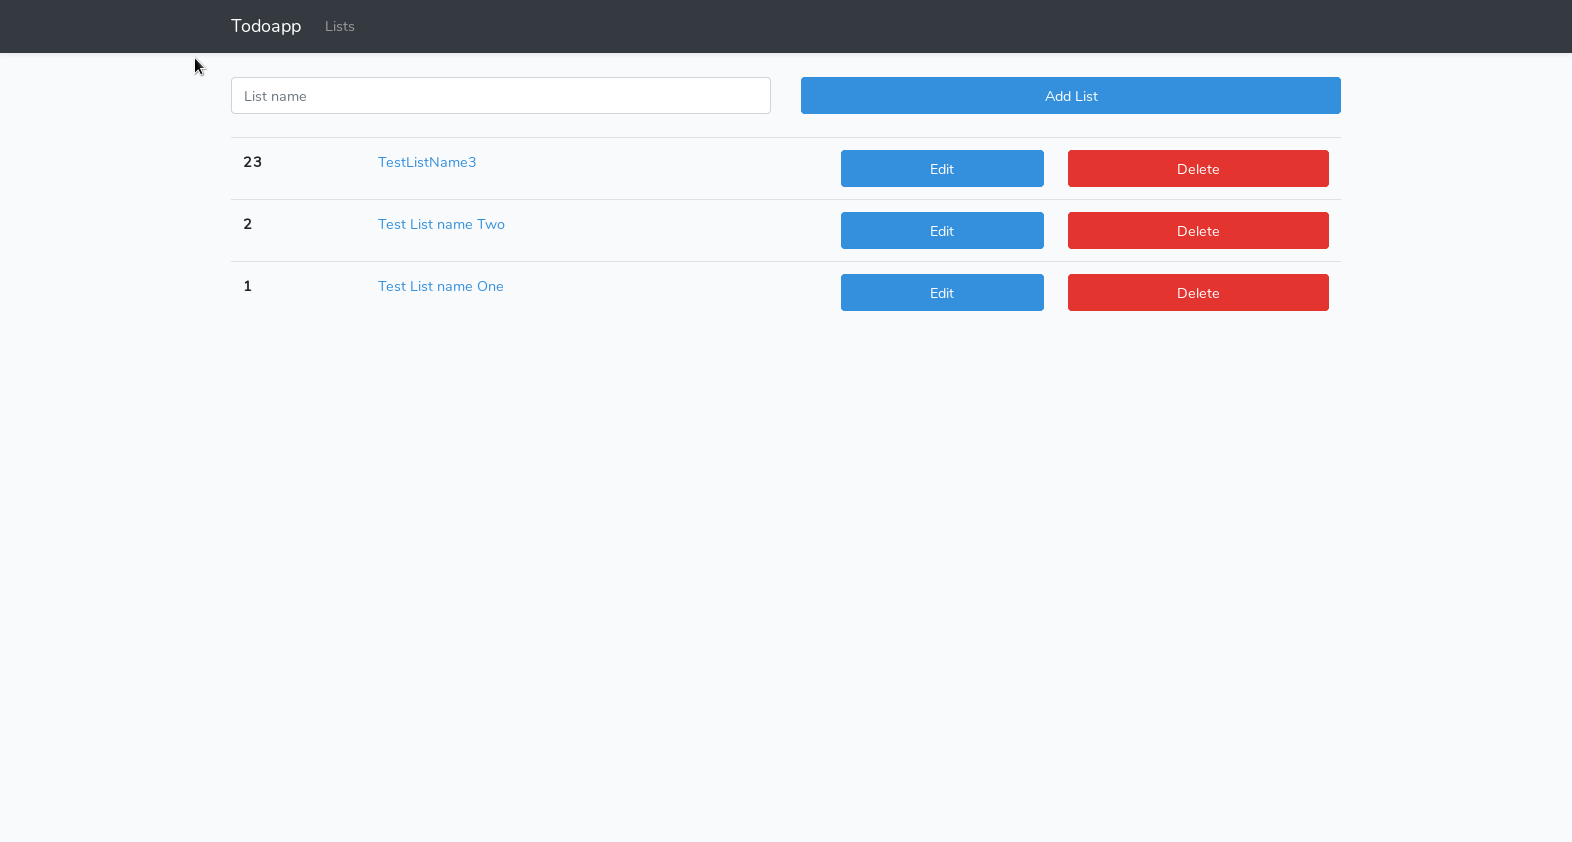 Todoapp Lists
List name Add List
23 TestListName3 Edit Delete
2 Test List name Two Edit Delete
1 Test List name One Edit Delete